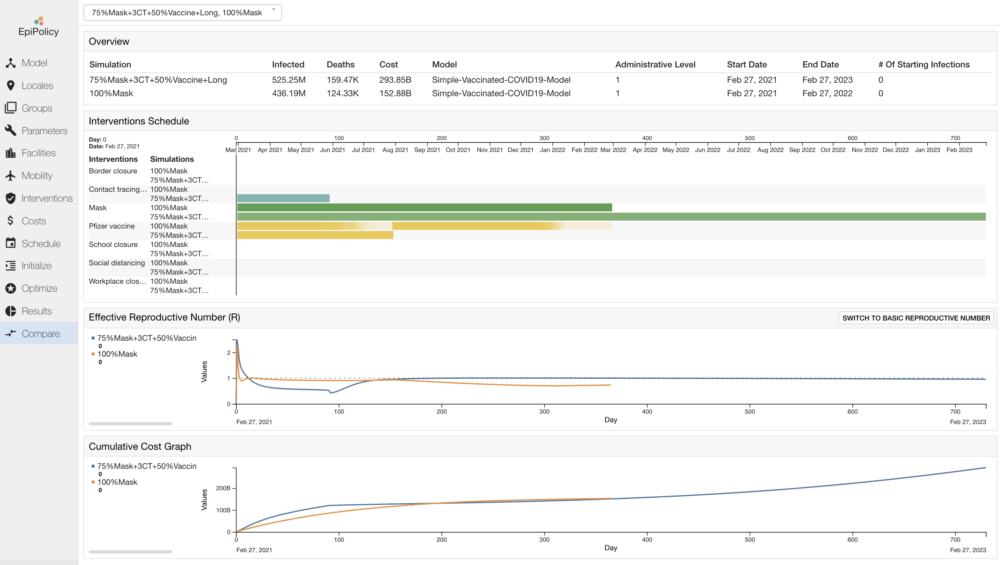 75%Mask+3CT+50%Vaccine+Long, 100%Mask
EpiPolicy
Model
Locales
Groups
Parameters
Facilities
Mobility
Interventions
Costs
Schedule
Initialize
Optimize
Results
Compare
Overview
Simulation Infected Deaths Cost Model Administrative Level Start Date End Date # Of Starting Infections
75%Mask+3CT+50%Vaccine+Long 525.25M 159.47K 293.85B Simple-Vaccinated-COVID19-Model 1 Feb 27, 2021 Feb 27, 2023 0
100%Mask 436.19M 124.33K 152.88B Simple-Vaccinated-COVID19-Model 1 Feb 27, 2021 Feb 27, 2022 0
Interventions Schedule
Day: 0
Date: Feb 27, 2021
0 100 200 300 400 500 600 700
Mar 2021 Apr 2021 May 2021 Jun 2021 Jul 2021 Aug 2021 Sep 2021 Oct 2021 Nov 2021 Dec 2021 Jan 2022 Feb 2022 Mar 2022 Apr 2022 May 2022 Jun 2022 Jul 2022 Aug 2022 Sep 2022 Oct 2022 Nov 2022 Dec 2022 Jan 2023 Feb 2023
Interventions Simulations
Border closure 100%Mask
75%Mask+3CT...
Contact tracing... 100%Mask
75%Mask+3CT...
Mask 100%Mask
75%Mask+3CT...
Pfizer vaccine 100%Mask
75%Mask+3CT...
School closure 100%Mask
75%Mask+3CT...
Social distancing 100%Mask
75%Mask+3CT...
Workplace clos... 100%Mask
75%Mask+3CT...
Effective Reproductive Number (R)
SWITCH TO BASIC REPRODUCTIVE NUMBER
75%Mask+3CT+50%Vaccin
0
100%Mask
0
Values
2
1
0
0 100 200 300 400 500 600 700
Feb 27, 2021 Day Feb 27, 2023
Cumulative Cost Graph
75%Mask+3CT+50%Vaccin
0
100%Mask
0
Values
200B
100B
0
0 100 200 300 400 500 600 700
Feb 27, 2021 Day Feb 27, 2023